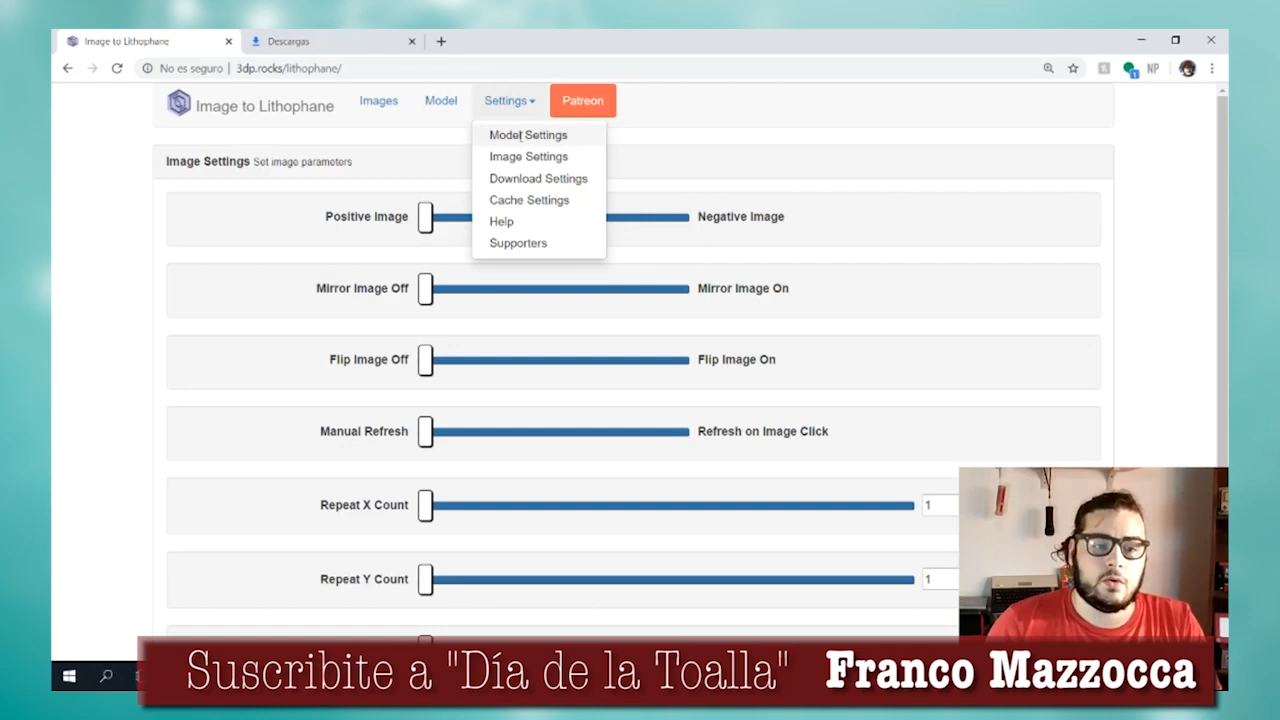 Image to Lithophane
Descargas
No es seguro | 3dp.rocks/lithophane/
NP
Image to Lithophane
Images
Model
Settings
Patreon
Model Settings
Image Settings
Download Settings
Cache Settings
Help
Supporters
Image Settings Set image parameters
Positive Image
Negative Image
Mirror Image Off
Mirror Image On
Flip Image Off
Flip Image On
Manual Refresh
Refresh on Image Click
Repeat X Count
1
Repeat Y Count
1
Suscribite a "Día de la Toalla" Franco Mazzocca